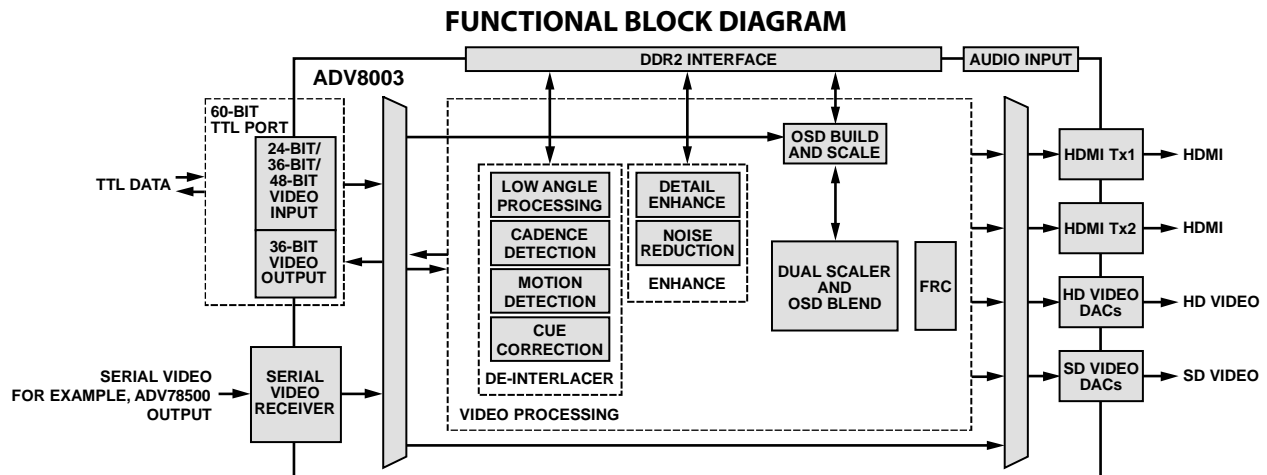 FUNCTIONAL BLOCK DIAGRAM
DDR2 INTERFACE
AUDIO INPUT
ADV8003
60-BIT
TTL PORT
24-BIT/
36-BIT/
48-BIT
VIDEO
INPUT
TTL DATA
36-BIT
VIDEO
OUTPUT
SERIAL VIDEO
FOR EXAMPLE, ADV78500
OUTPUT
SERIAL
VIDEO
RECEIVER
LOW ANGLE
PROCESSING
CADENCE
DETECTION
MOTION
DETECTION
CUE
CORRECTION
DE-INTERLACER
VIDEO PROCESSING
DETAIL
ENHANCE
NOISE
REDUCTION
ENHANCE
OSD BUILD
AND SCALE
DUAL SCALER
AND
OSD BLEND
FRC
HDMI Tx1
HDMI
HDMI Tx2
HDMI
HD VIDEO
DACs
HD VIDEO
SD VIDEO
DACs
SD VIDEO